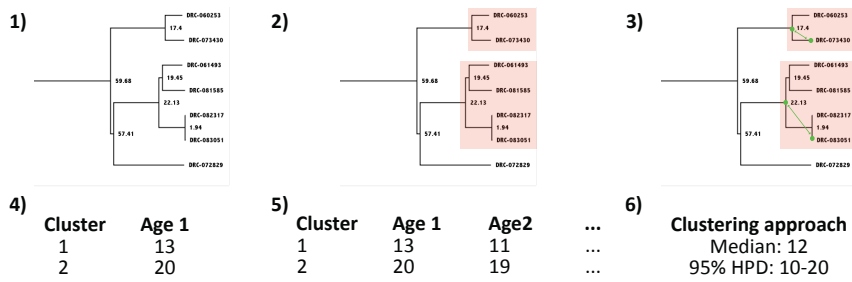 1)
DRC-060253
17.4
DRC-073430
59.68
DRC-061493
19.45
DRC-081585
22.13
DRC-082317
1.94
57.41
DRC-083051
DRC-072829
2)
DRC-060253
17.4
DRC-073430
59.68
DRC-061493
19.45
DRC-081585
22.13
DRC-082317
1.94
57.41
DRC-083051
DRC-072829
3)
DRC-060253
17.4
DRC-073430
59.68
DRC-061493
19.45
DRC-081585
22.13
DRC-082317
1.94
57.41
DRC-083051
DRC-072829
4)
Cluster Age 1
1 13
2 20
5)
Cluster Age 1 Age2 ...
1 13 11 ...
2 20 19 ...
6)
Clustering approach
Median: 12
95% HPD: 10-20